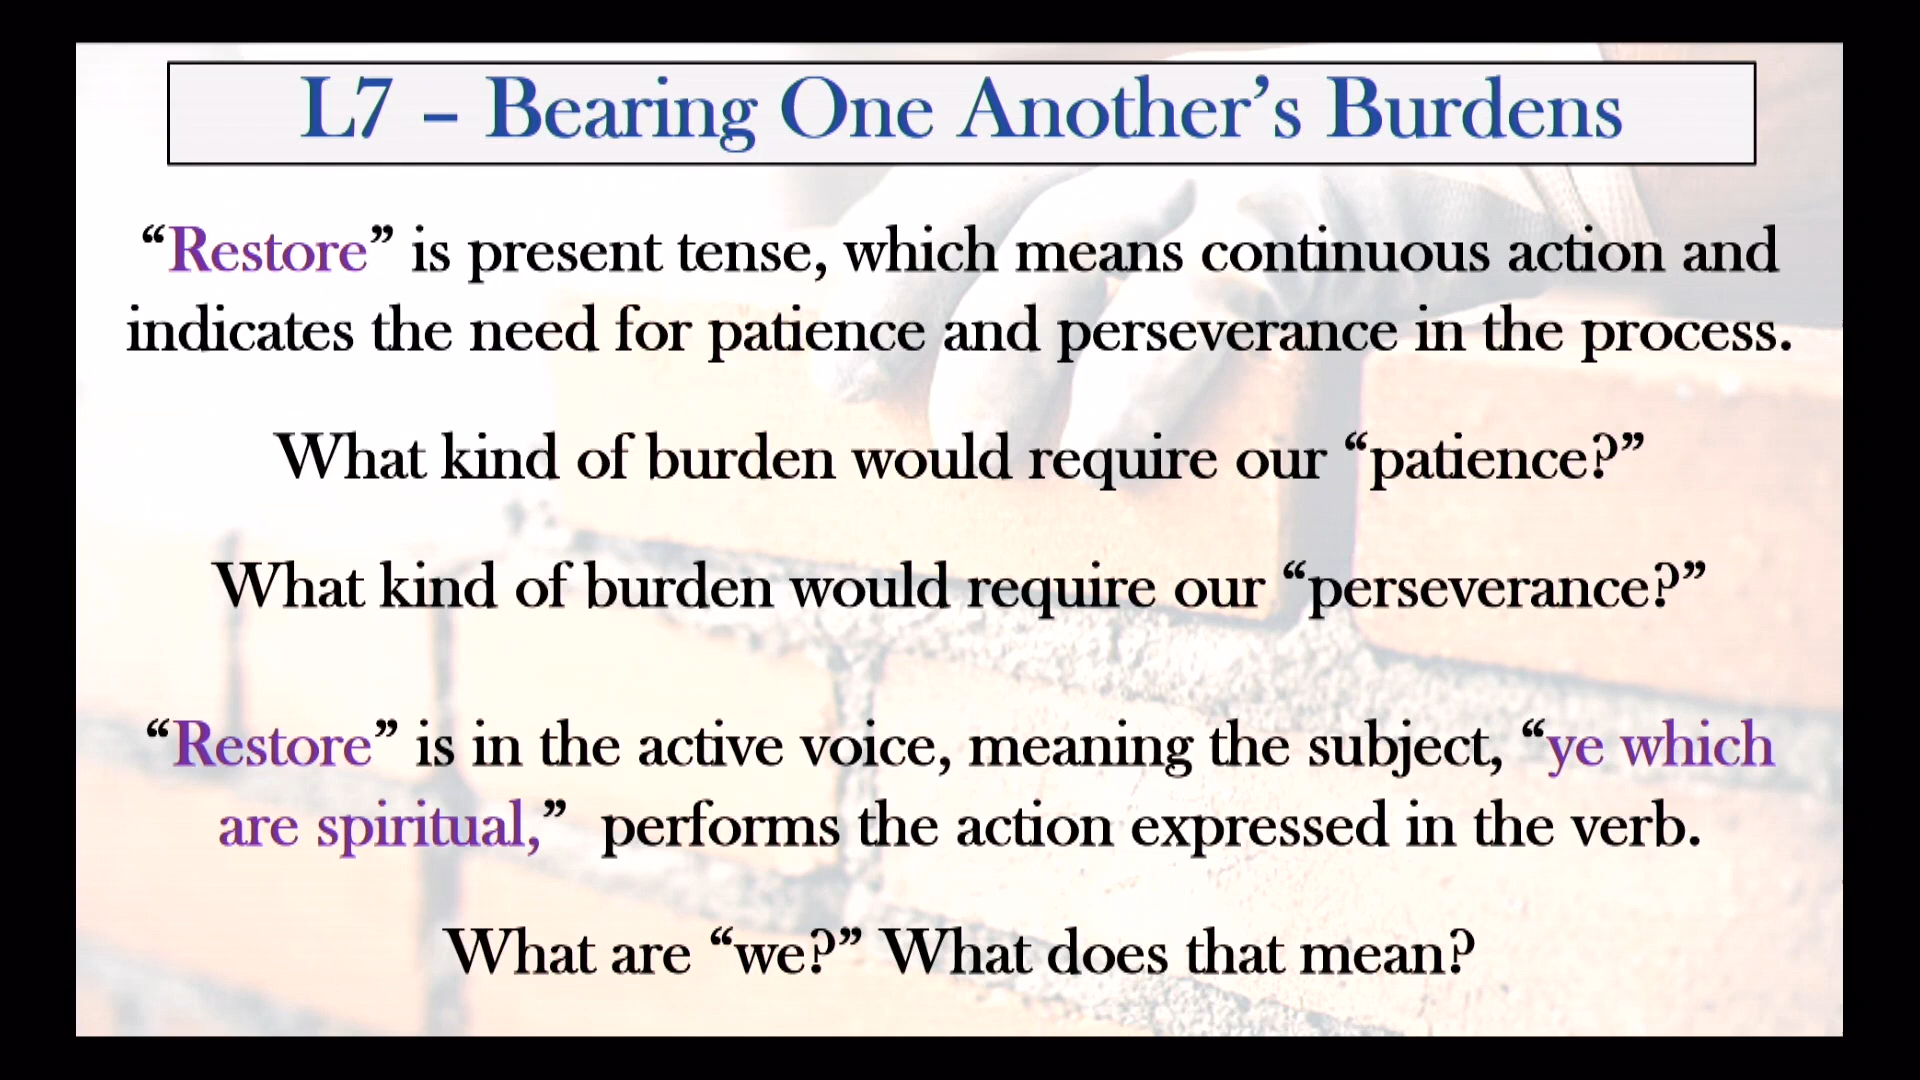 L7 – Bearing One Another’s Burdens
“Restore” is present tense, which means continuous action and
indicates the need for patience and perseverance in the process.
What kind of burden would require our “patience?”
What kind of burden would require our “perseverance?”
“Restore” is in the active voice, meaning the subject, “ye which
are spiritual,” performs the action expressed in the verb.
What are “we?” What does that mean?